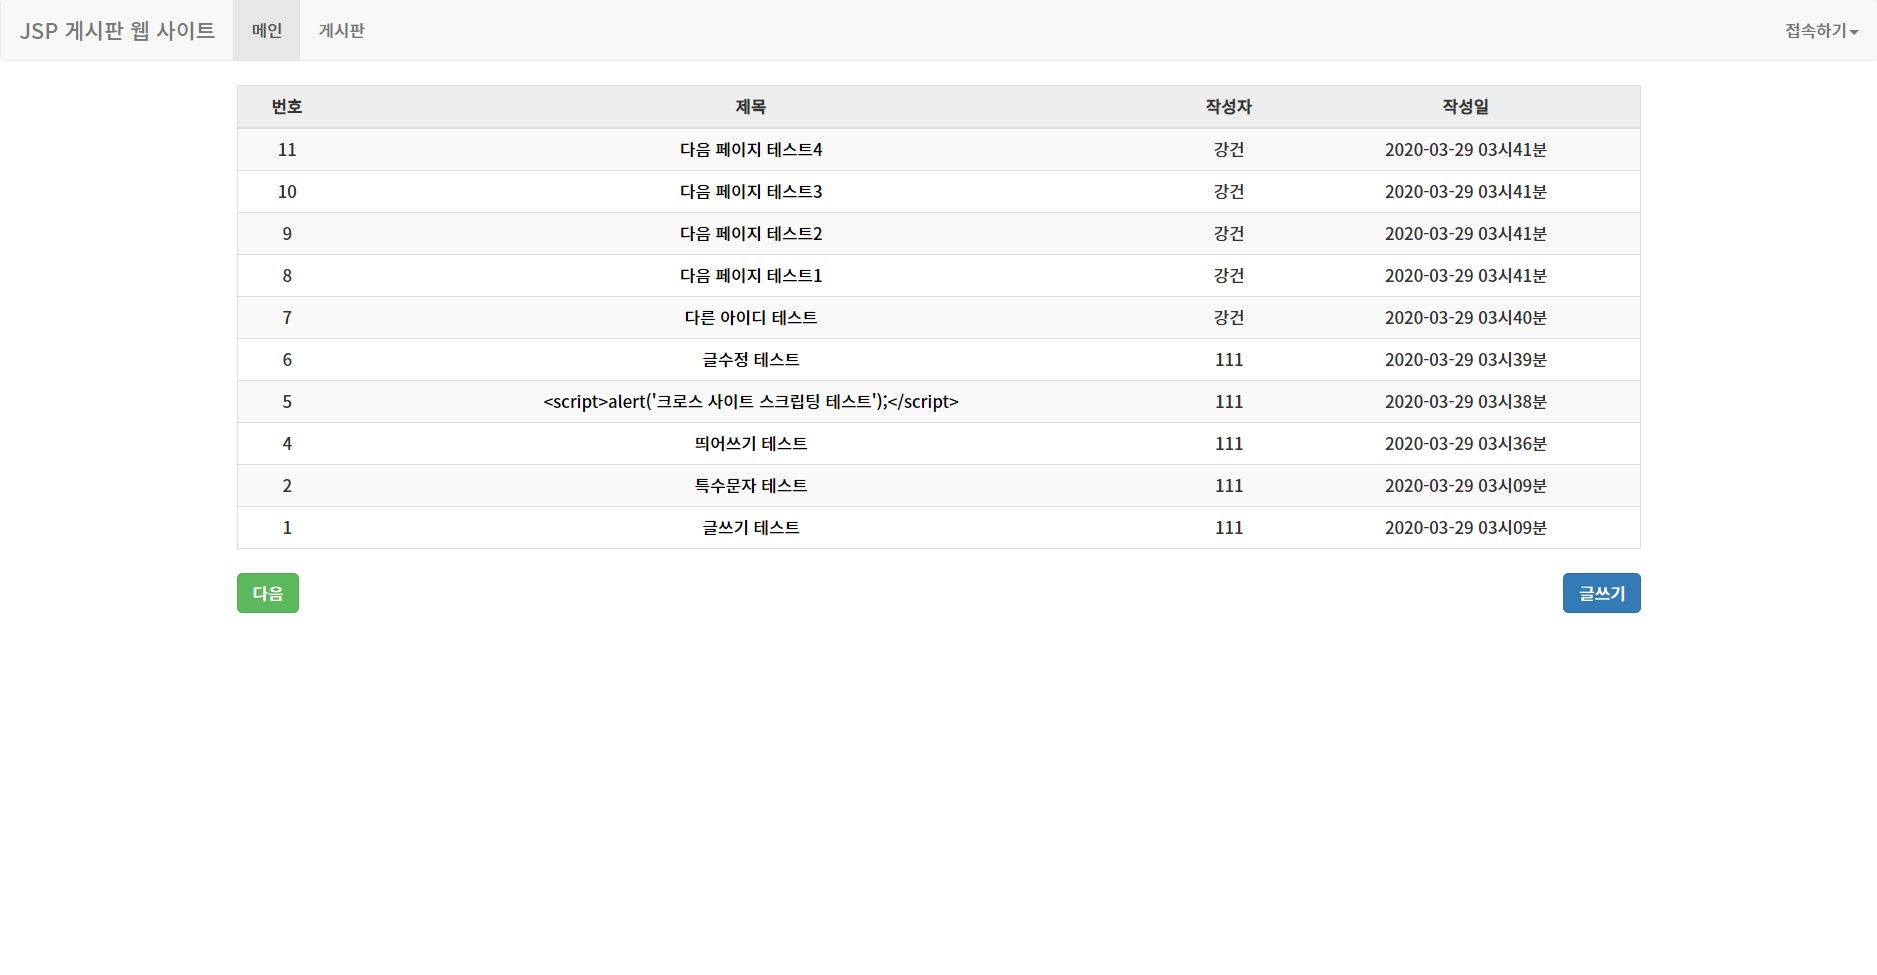 JSP 게시판 웹 사이트 메인 게시판 접속하기
번호 제목 작성자 작성일
11 다음 페이지 테스트4 강건 2020-03-29 03시41분
10 다음 페이지 테스트3 강건 2020-03-29 03시41분
9 다음 페이지 테스트2 강건 2020-03-29 03시41분
8 다음 페이지 테스트1 강건 2020-03-29 03시41분
7 다른 아이디 테스트 강건 2020-03-29 03시40분
6 글수정 테스트 111 2020-03-29 03시39분
5 <script>alert('크로스 사이트 스크립팅 테스트');</script> 111 2020-03-29 03시38분
4 띄어쓰기 테스트 111 2020-03-29 03시36분
2 특수문자 테스트 111 2020-03-29 03시09분
1 글쓰기 테스트 111 2020-03-29 03시09분
다음 글쓰기